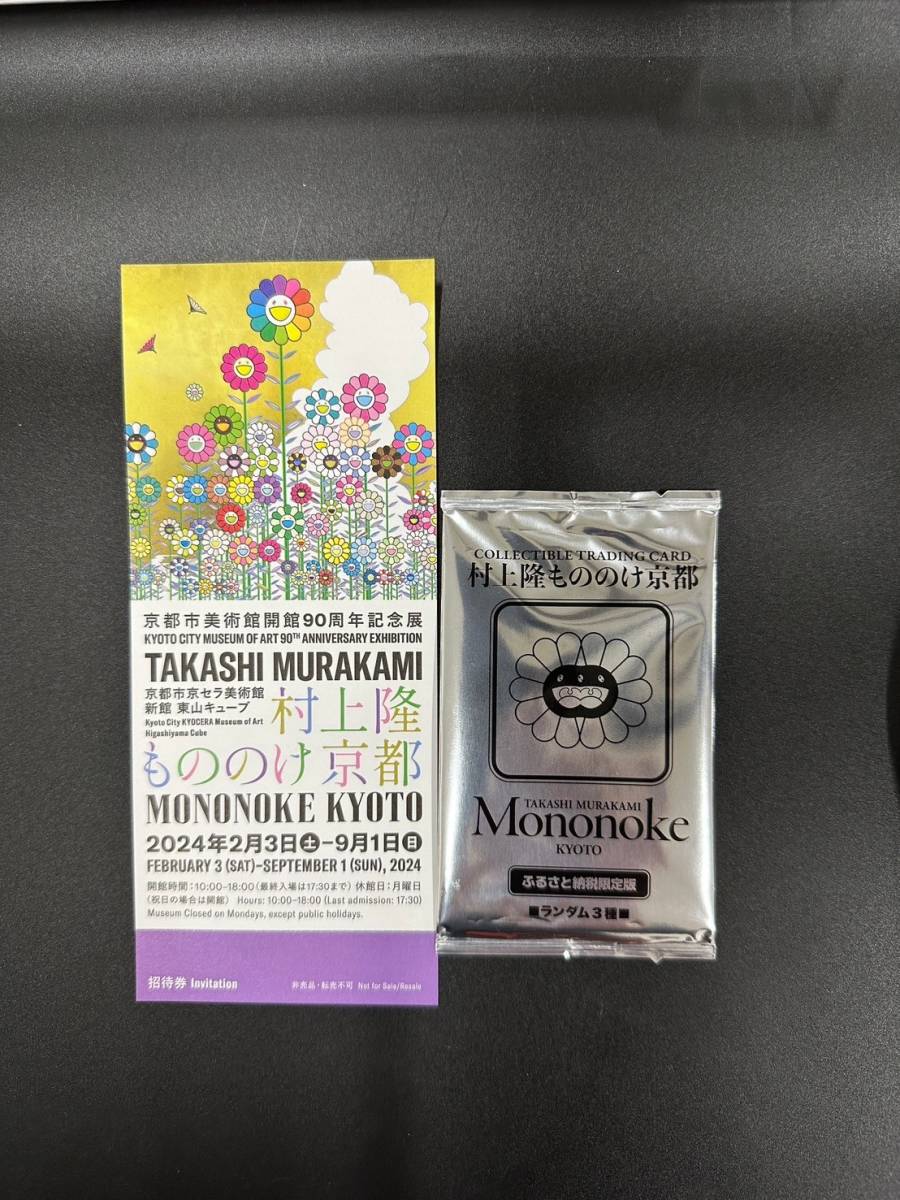 京都市美術館開館90周年記念展
KYOTO CITY MUSEUM OF ART 90TH ANNIVERSARY EXHIBITION
TAKASHI MURAKAMI
京都市京セラ美術館
新館 東山キューブ
Kyoto City KYOCERA Museum of Art
Higashiyama Cube
村上隆
もののけ京都
MONONOKE KYOTO
2024年2月3日土–9月1日日
FEBRUARY 3 (SAT)–SEPTEMBER 1 (SUN), 2024
開館時間:10:00–18:00(最終入場は17:30まで) 休館日:月曜日
(祝日の場合は開館) Hours: 10:00–18:00 (Last admission: 17:30)
Museum Closed on Mondays, except public holidays.
招待券 Invitation
非売品・転売不可 Not for Sale/Resale
COLLECTIBLE TRADING CARD
村上隆もののけ京都
TAKASHI MURAKAMI
Mononoke
KYOTO
ふるさと納税限定版
■ランダム3種■